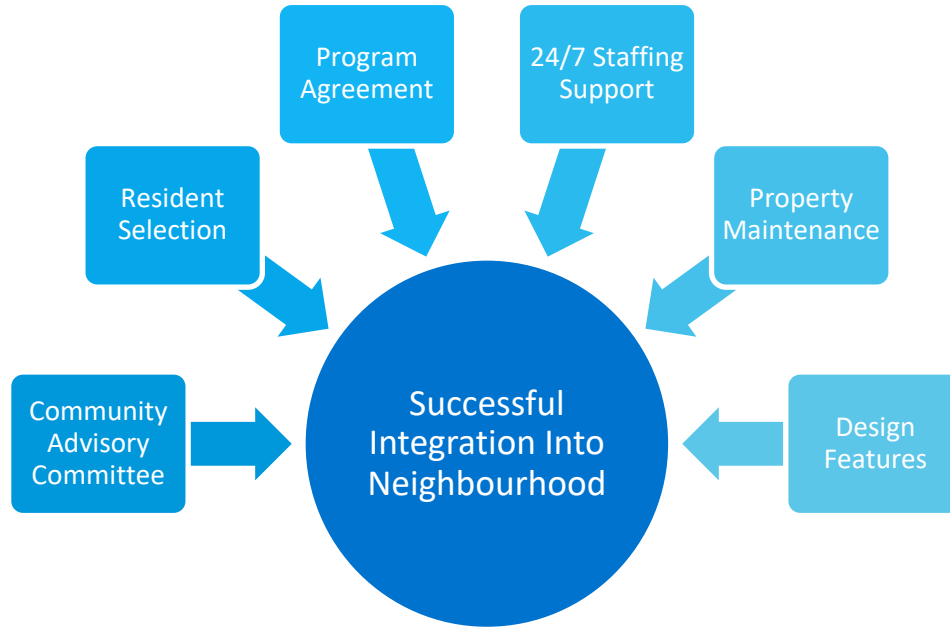 Program
Agreement
24/7 Staffing
Support
Resident
Selection
Property
Maintenance
Community
Advisory
Committee
Successful
Integration Into
Neighbourhood
Design
Features